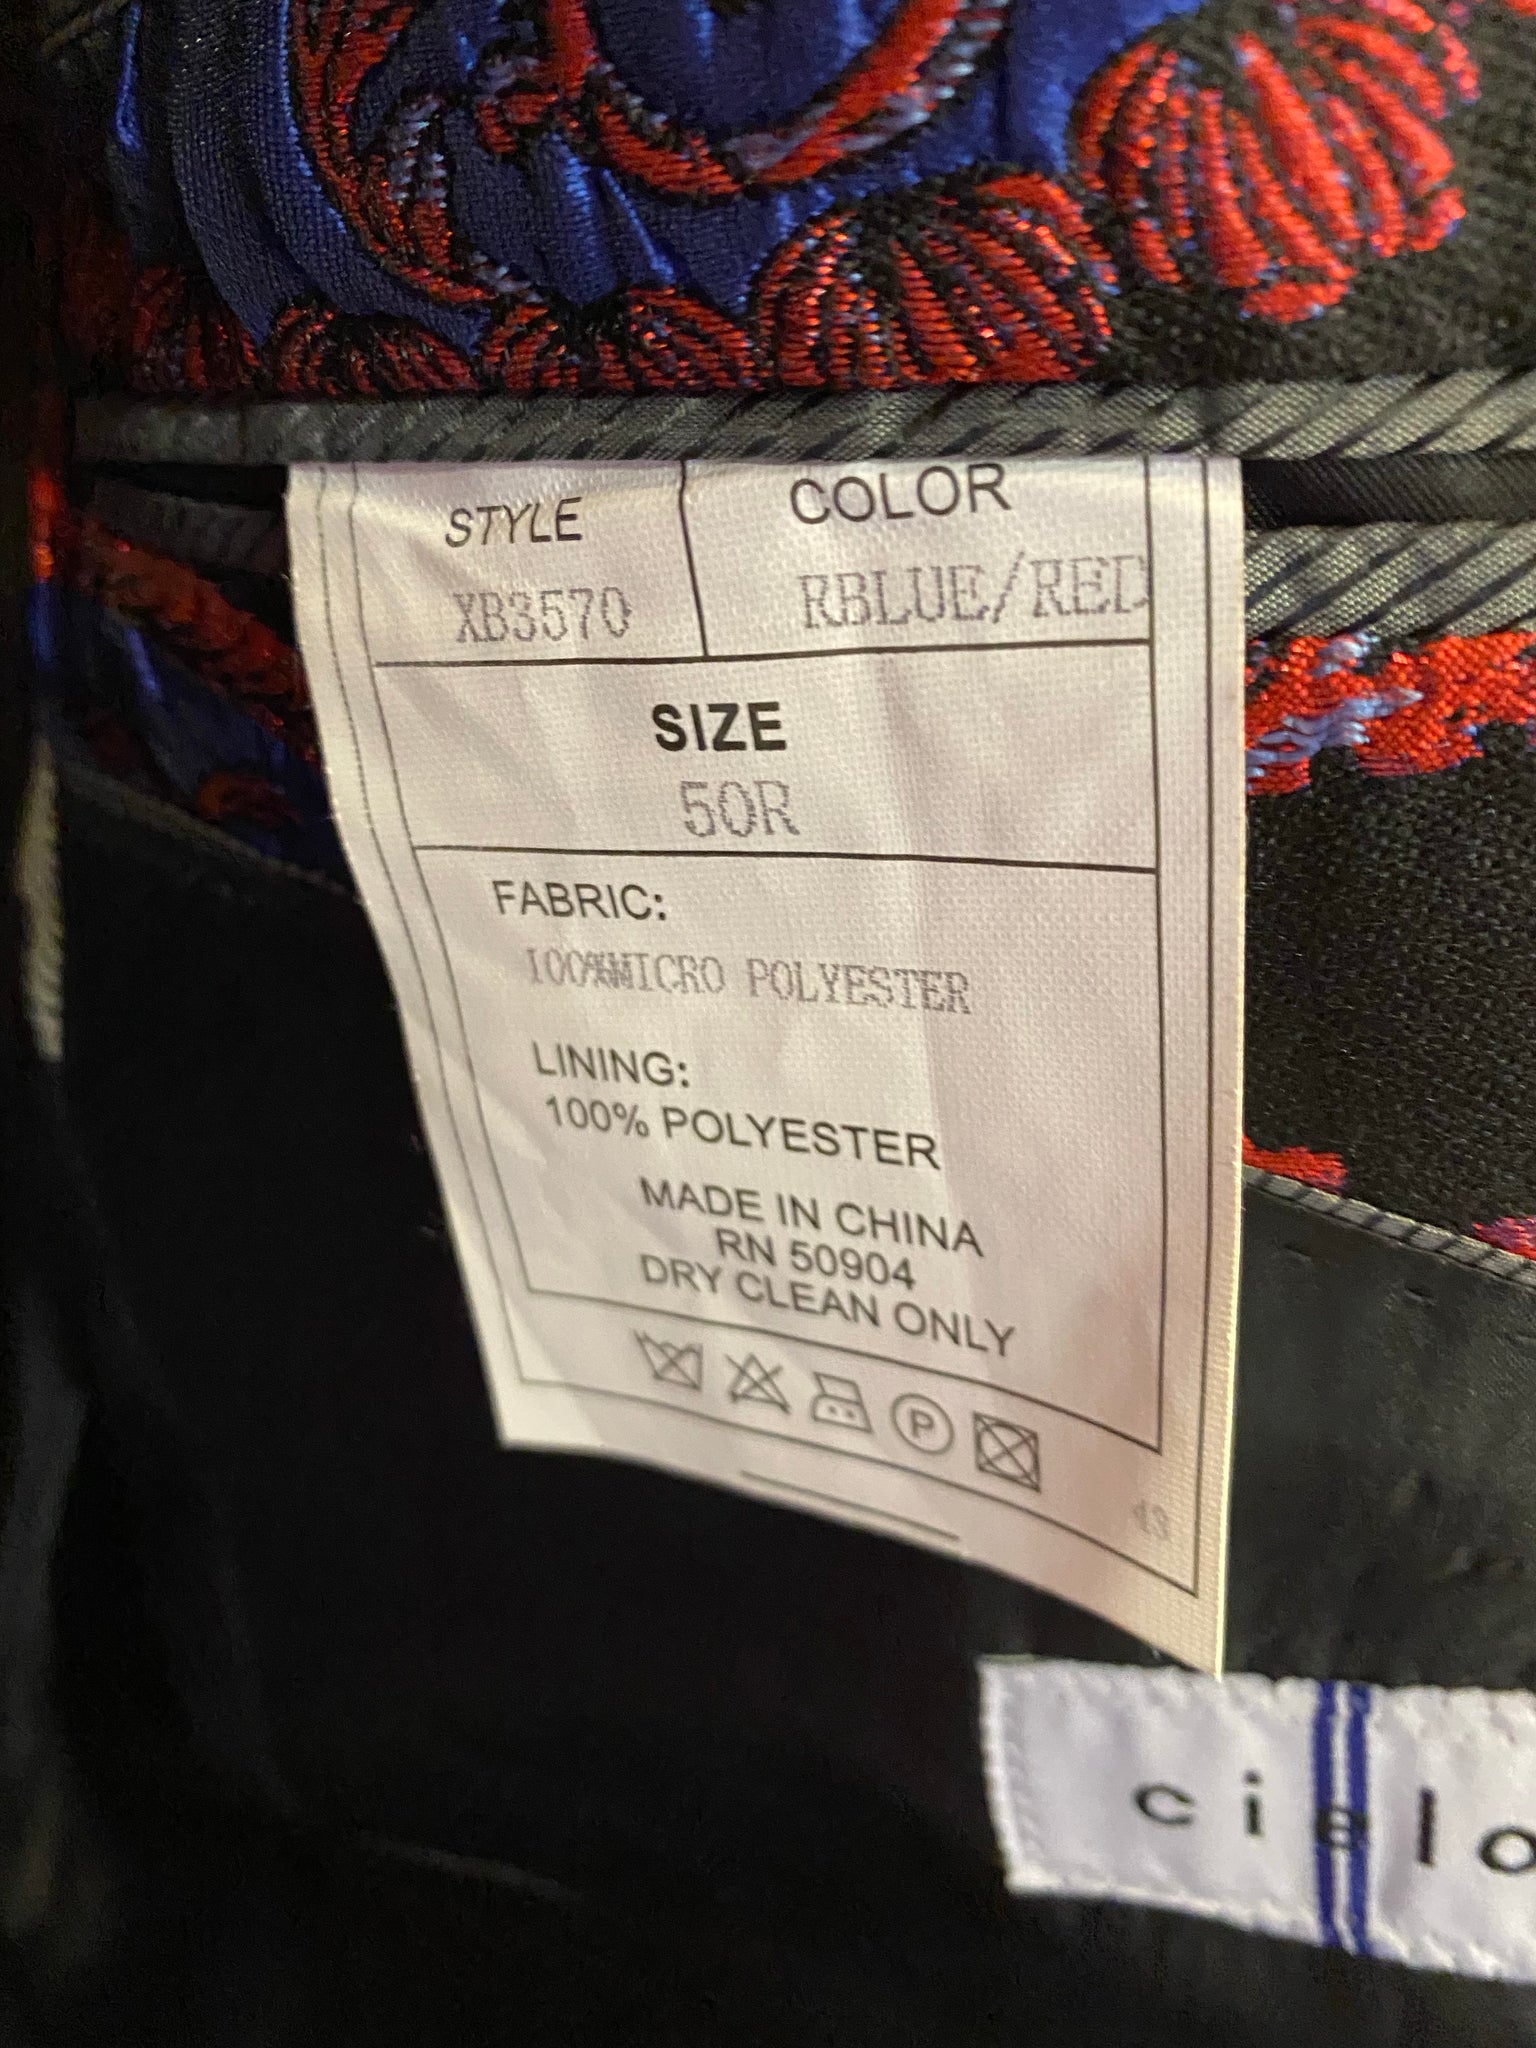 STYLE COLOR
XB3570 RBLUE/RED
SIZE
50R
FABRIC:
100%MICRO POLYESTER
LINING:
100% POLYESTER
MADE IN CHINA
RN 50904
DRY CLEAN ONLY
P
cielo